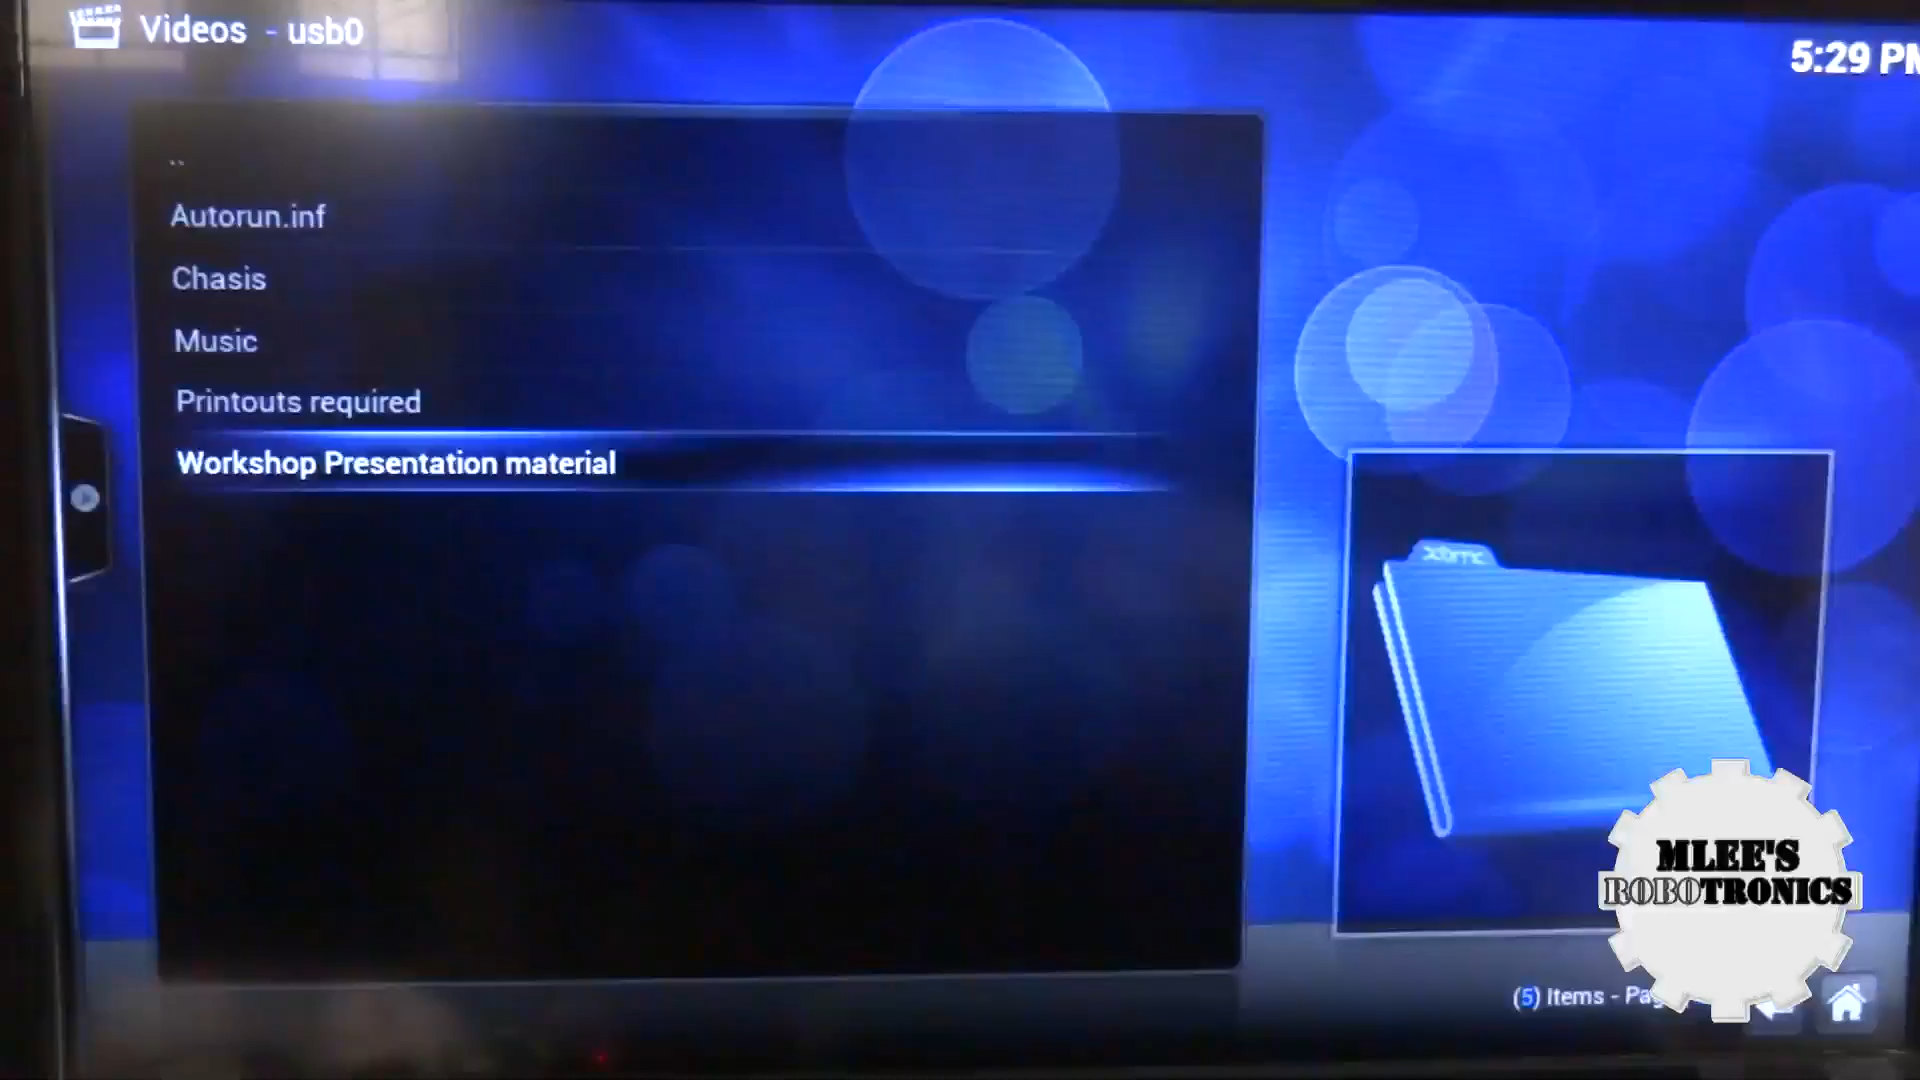 Videos - usb0
5:29 PM
..
Autorun.inf
Chasis
Music
Printouts required
Workshop Presentation material
xbmc
MLEE'S
ROBOTRONICS
(5) Items -